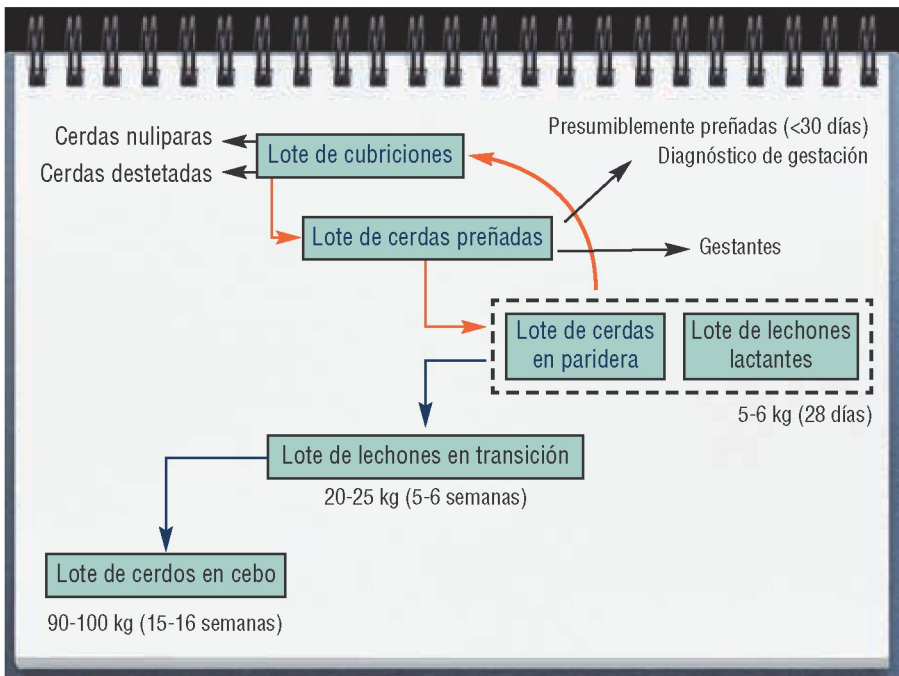 Cerdas nuliparas
Cerdas destetadas
Lote de cubriciones
Presumiblemente preñadas (<30 días)
Diagnóstico de gestación
Lote de cerdas preñadas
Gestantes
Lote de cerdas
en paridera
Lote de lechones
lactantes
5-6 kg (28 días)
Lote de lechones en transición
20-25 kg (5-6 semanas)
Lote de cerdos en cebo
90-100 kg (15-16 semanas)